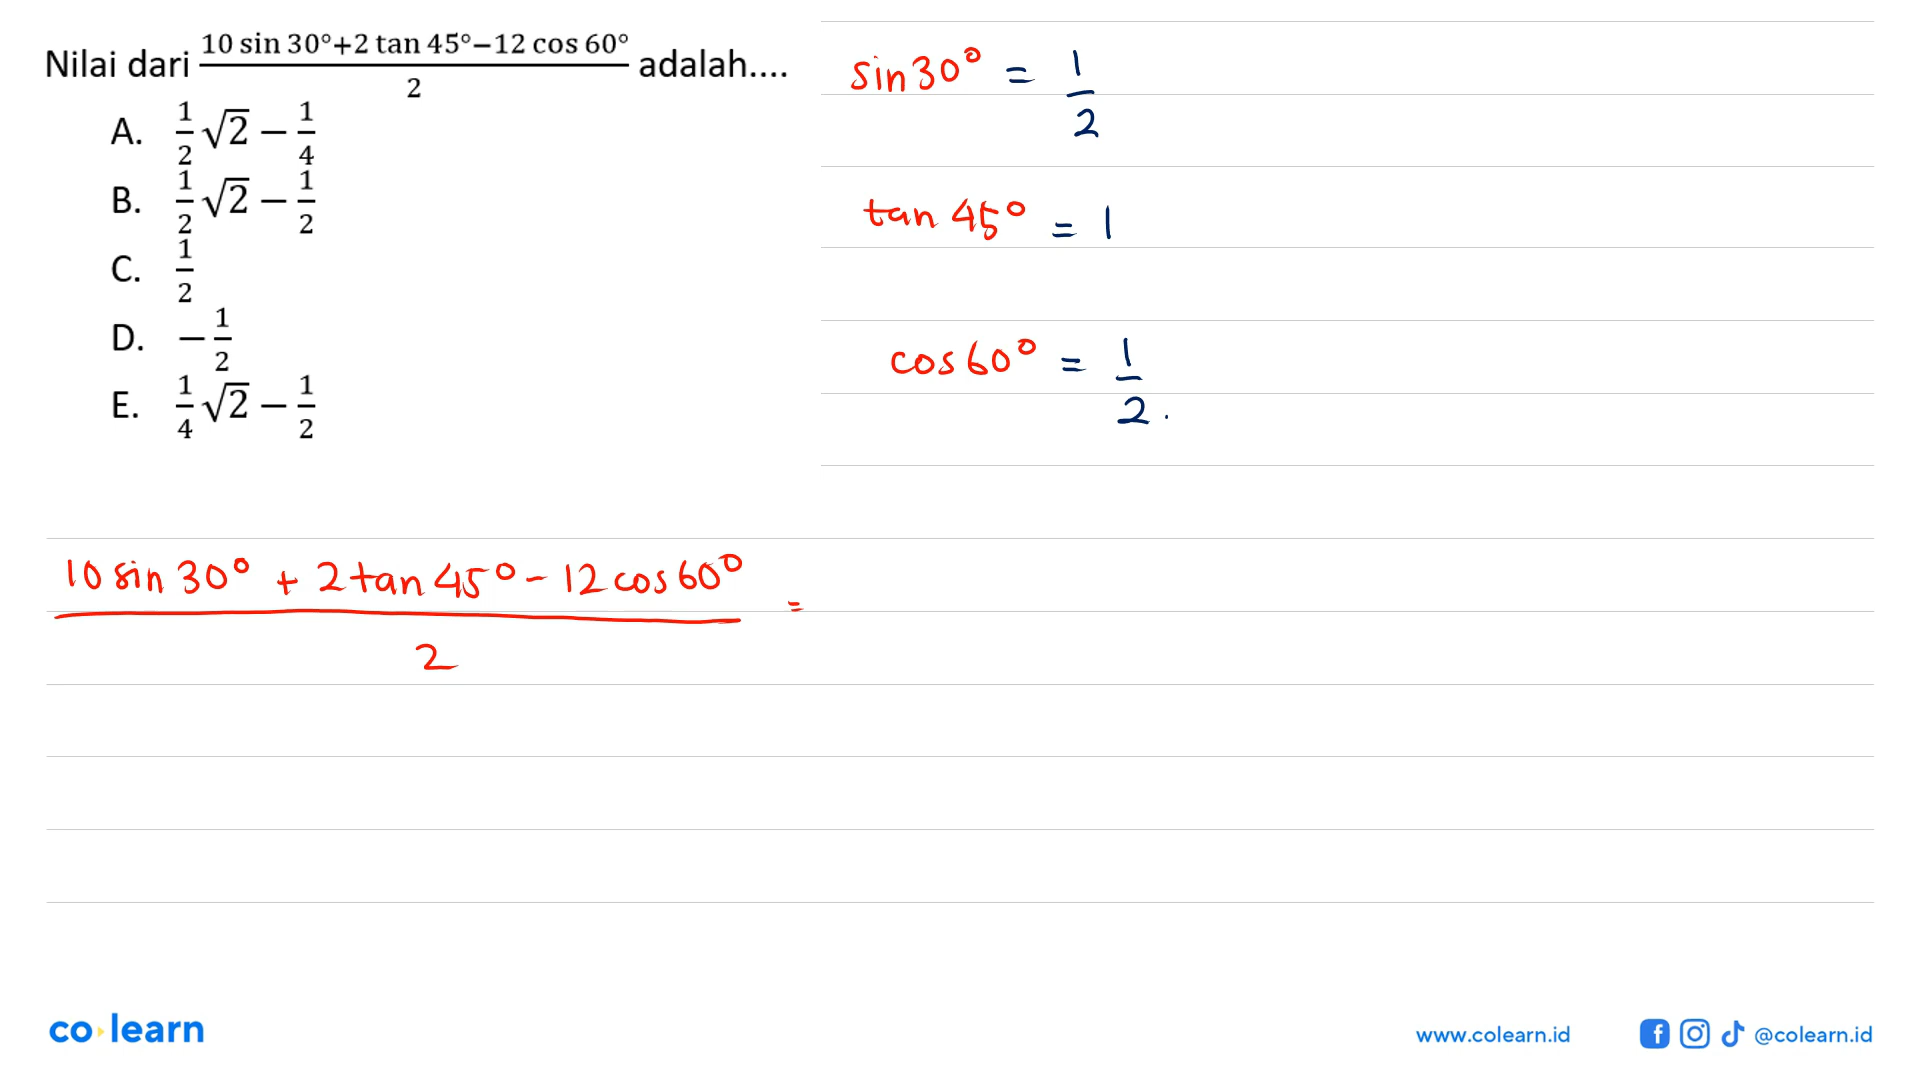 Nilai dari (10 sin 30°+2 tan 45°−12 cos 60°)/2 adalah....
A. 1/2 √2 − 1/4
B. 1/2 √2 − 1/2
C. 1/2
D. −1/2
E. 1/4 √2 − 1/2
sin 30° = 1/2
tan 45° = 1
cos 60° = 1/2.
(10 sin 30° + 2 tan 45° − 12 cos 60°)/2 =
co learn
www.colearn.id
@colearn.id